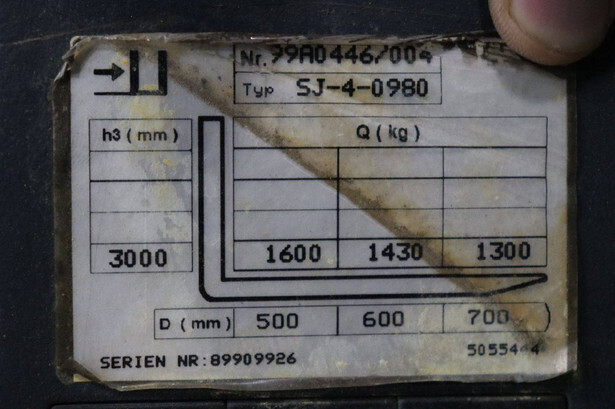 Nr. 99A0446/00
Typ SJ-4-0980
h3 (mm) Q (kg)
3000 1600 1430 1300
D (mm) 500 600 700
SERIEN NR:89909926